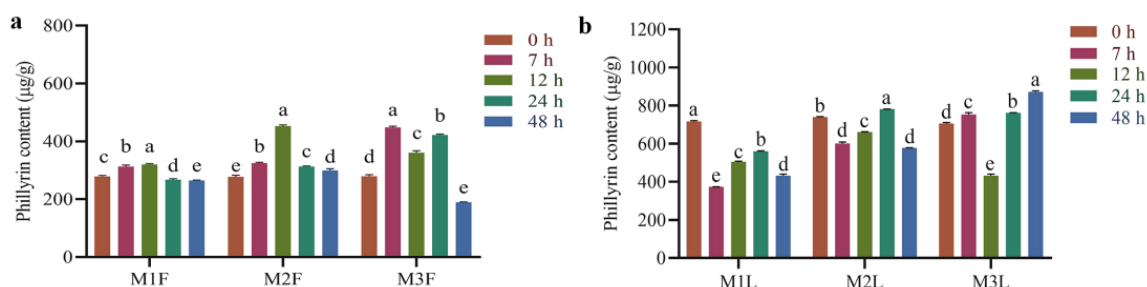 a
800
600
400
200
0
Phillyrin content (μg/g)
0 h
7 h
12 h
24 h
48 h
c b a d e
e b a c d
d a c b e
M1F M2F M3F
b
1200
1000
800
600
400
200
0
Phillyrin content (μg/g)
0 h
7 h
12 h
24 h
48 h
a e c b d
b d c a d
d c e b a
M1L M2L M3L